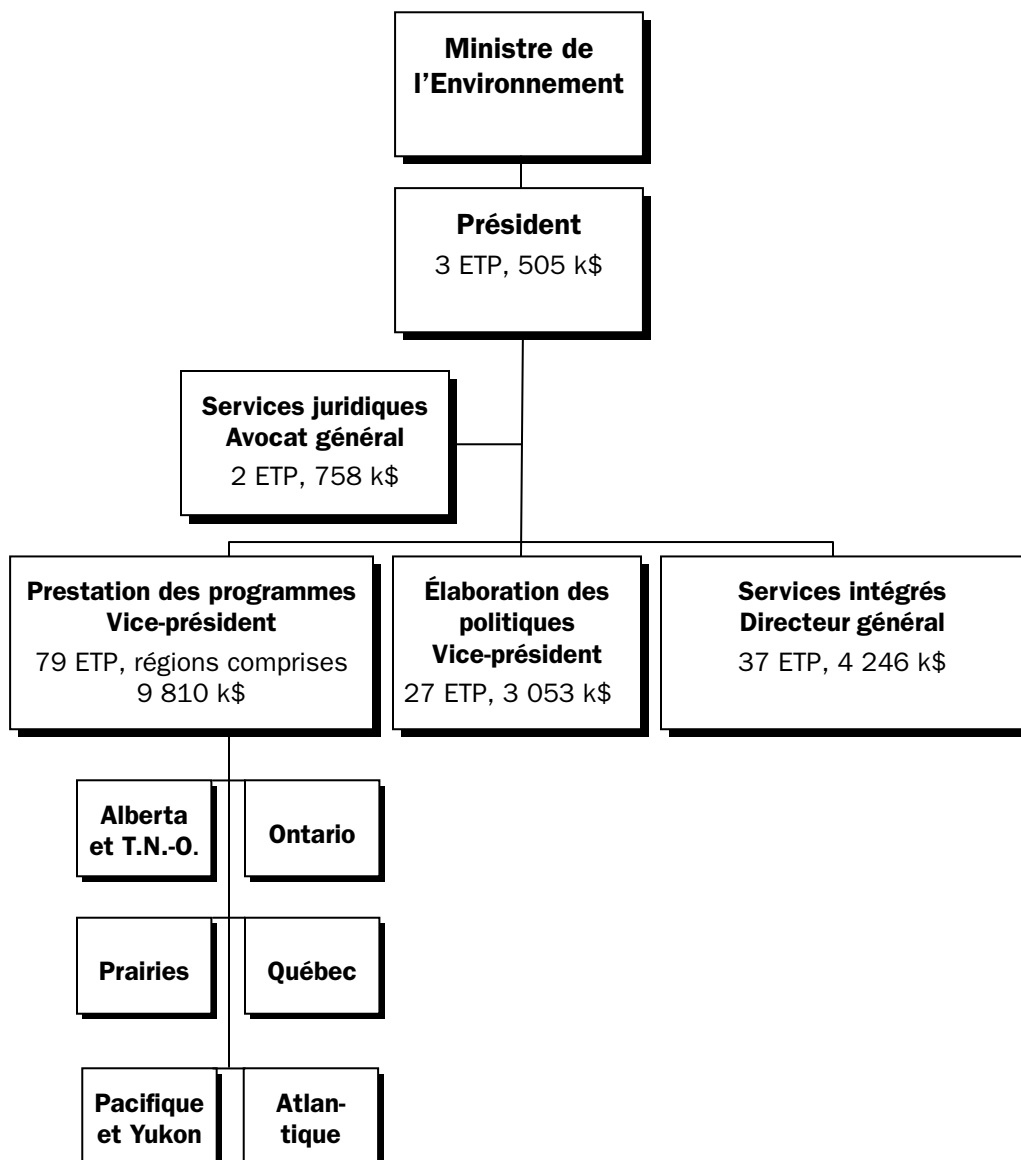 Ministre de
l'Environnement
Président
3 ETP, 505 k$
Services juridiques
Avocat général
2 ETP, 758 k$
Prestation des programmes
Vice-président
79 ETP, régions comprises
9 810 k$
Élaboration des
politiques
Vice-président
27 ETP, 3 053 k$
Services intégrés
Directeur général
37 ETP, 4 246 k$
Alberta
et T.N.-O.
Ontario
Prairies
Québec
Pacifique
et Yukon
Atlan-
tique